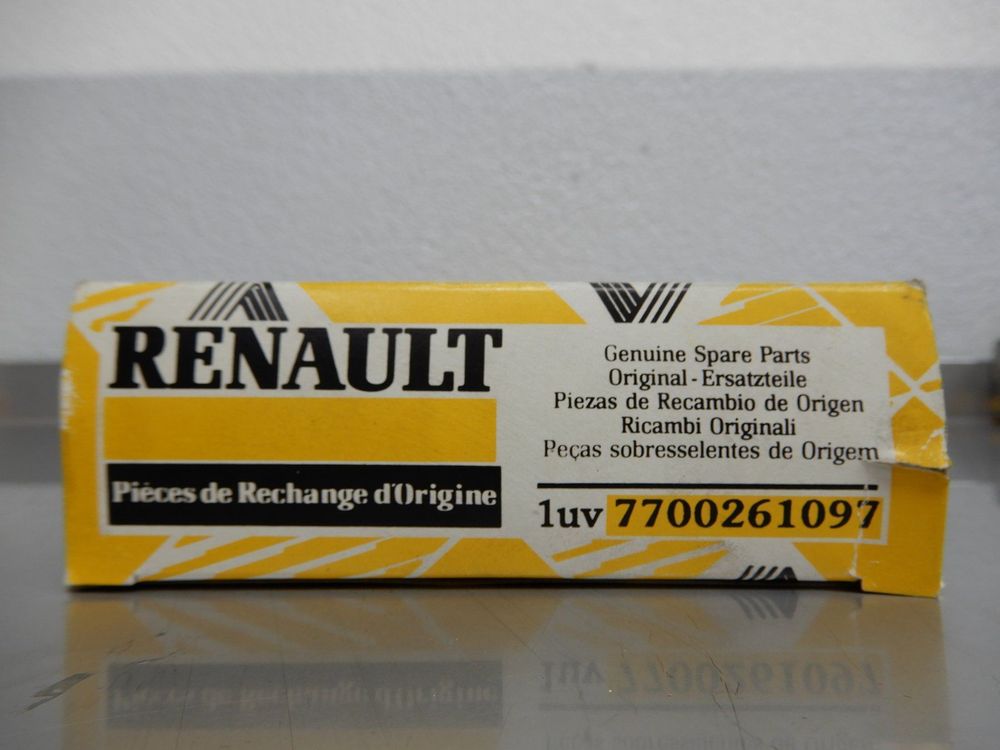 RENAULT
Pièces de Rechange d'Origine
Genuine Spare Parts
Original-Ersatzteile
Piezas de Recambio de Origen
Ricambi Originali
Peças sobresselentes de Origem
1uv 7700261097